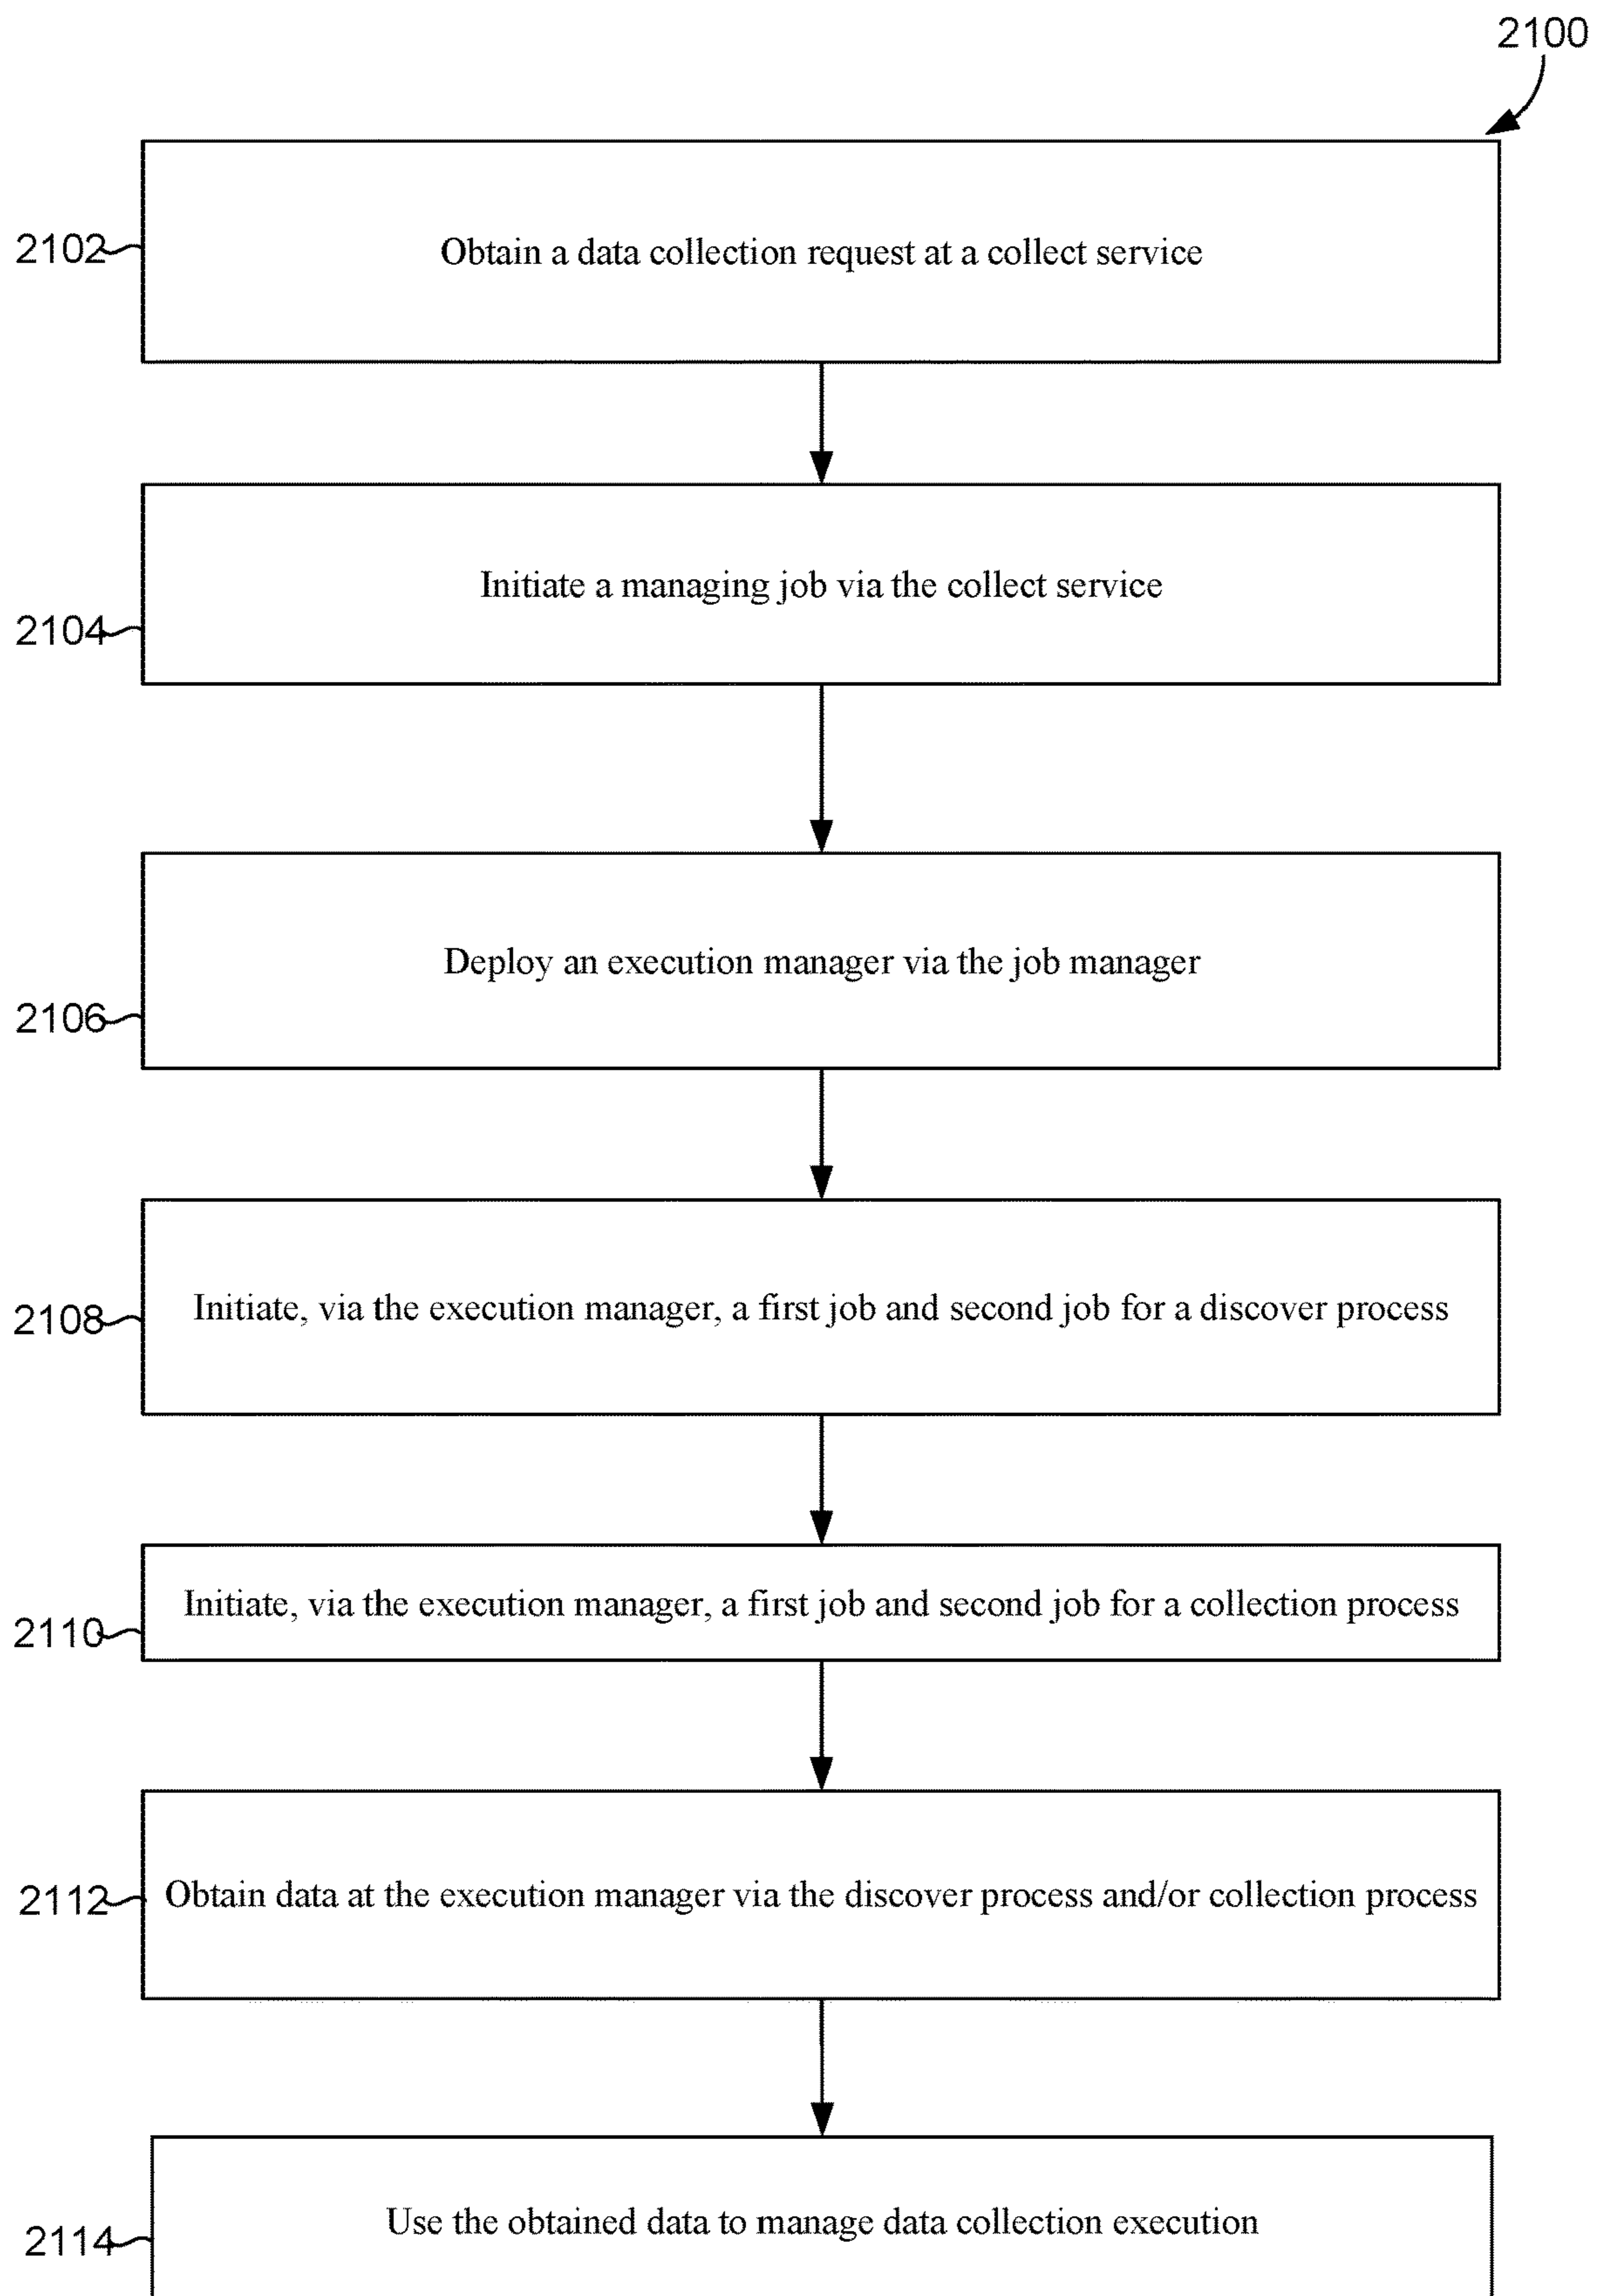 2100
2102
Obtain a data collection request at a collect service
Initiate a managing job via the collect service
2104
Deploy an execution manager via the job manager
2106
Initiate, via the execution manager, a first job and second job for a discover process
2108
Initiate, via the execution manager, a first job and second job for a collection process
2110
2112
Obtain data at the execution manager via the discover process and/or collection process
Use the obtained data to manage data collection execution
2114